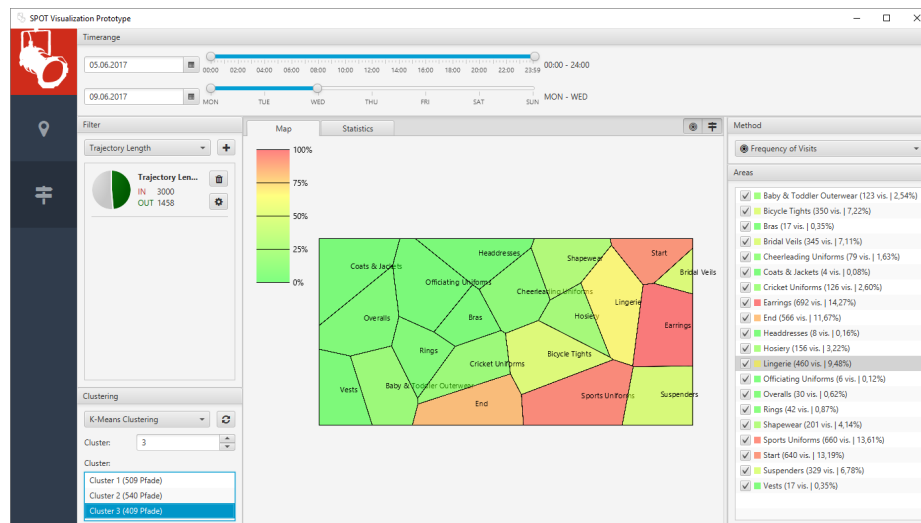 SPOT Visualization Prototype
Timerange
05.06.2017
00:00 02:00 04:00 06:00 08:00 10:00 12:00 14:00 16:00 18:00 20:00 22:00 23:59
00:00 - 24:00
09.06.2017
MON TUE WED THU FRI SAT SUN
MON - WED
Filter
Trajectory Length
Trajectory Len...
IN 3000
OUT 1458
Clustering
K-Means Clustering
Cluster: 3
Cluster:
Cluster 1 (509 Pfade)
Cluster 2 (540 Pfade)
Cluster 3 (409 Pfade)
Map Statistics
100%
75%
50%
25%
0%
Headdresses
Shapewear
Start
Coats & Jackets
Bridal Veils
Officiating Uniforms
Cheerleading Uniforms
Lingerie
Overalls
Bras
Hosiery
Earrings
Rings
Bicycle Tights
Cricket Uniforms
Vests
Baby & Toddler Outerwear
End
Sports Uniforms
Suspenders
Method
Frequency of Visits
Areas
Baby & Toddler Outerwear (123 vis. | 2,54%)
Bicycle Tights (350 vis. | 7,22%)
Bras (17 vis. | 0,35%)
Bridal Veils (345 vis. | 7,11%)
Cheerleading Uniforms (79 vis. | 1,63%)
Coats & Jackets (4 vis. | 0,08%)
Cricket Uniforms (126 vis. | 2,60%)
Earrings (692 vis. | 14,27%)
End (566 vis. | 11,67%)
Headdresses (8 vis. | 0,16%)
Hosiery (156 vis. | 3,22%)
Lingerie (460 vis. | 9,48%)
Officiating Uniforms (6 vis. | 0,12%)
Overalls (30 vis. | 0,62%)
Rings (42 vis. | 0,87%)
Shapewear (201 vis. | 4,14%)
Sports Uniforms (660 vis. | 13,61%)
Start (640 vis. | 13,19%)
Suspenders (329 vis. | 6,78%)
Vests (17 vis. | 0,35%)